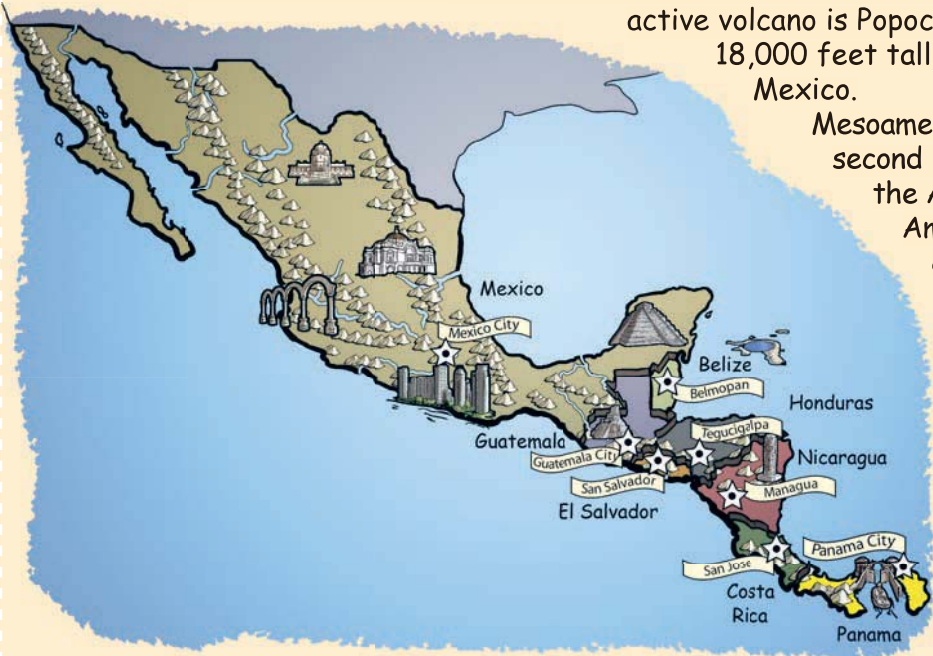 active volcano is Popoc
18,000 feet tall
Mexico.
Mesoame
second
the A
An
Mexico
Mexico City
Belize
Belmopan
Honduras
Tegucigalpa
Guatemala
Guatemala City
Nicaragua
San Salvador
Managua
El Salvador
Panama City
San Jose
Costa
Rica
Panama